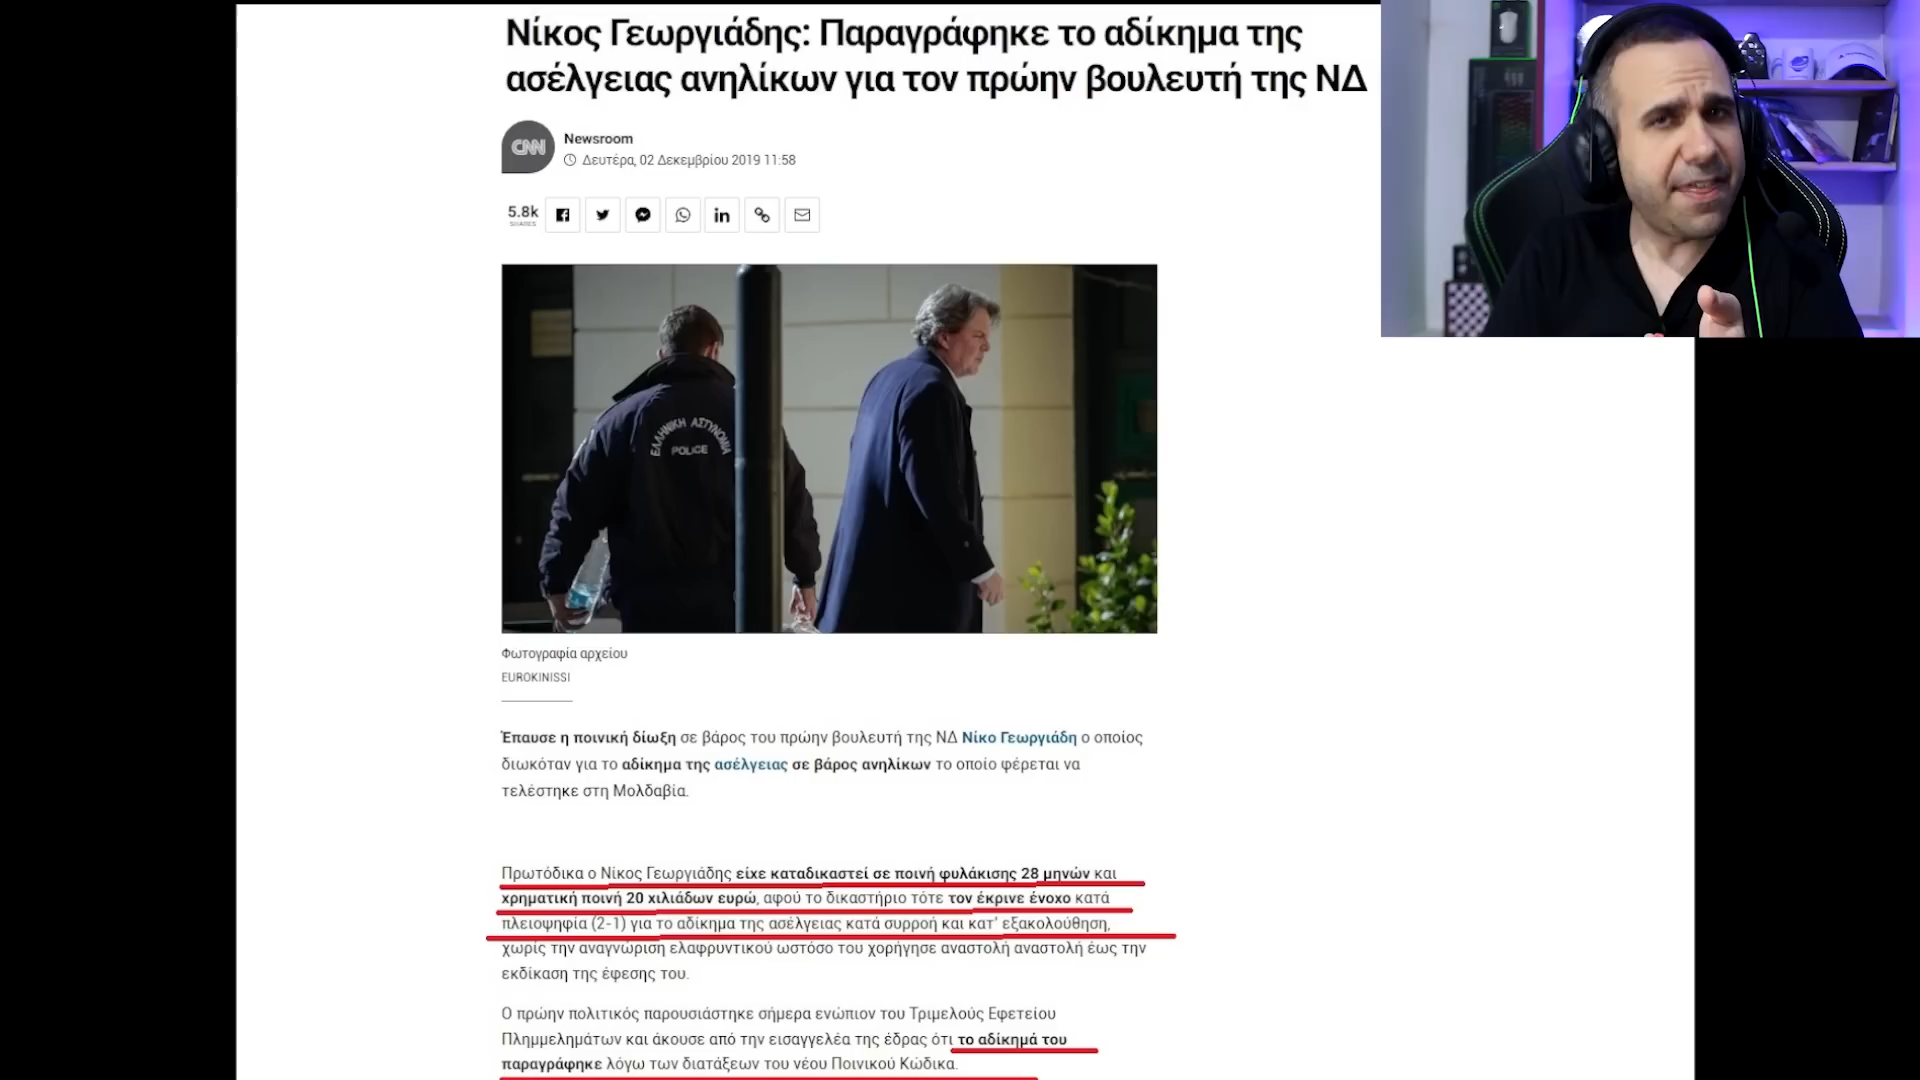 Νίκος Γεωργιάδης: Παραγράφηκε το αδίκημα της
ασέλγειας ανηλίκων για τον πρώην βουλευτή της ΝΔ
CNN
Newsroom
Δευτέρα, 02 Δεκεμβρίου 2019 11:58
5.8k
SHARES
ΕΛΛΗΝΙΚΗ ΑΣΤΥΝΟΜΙΑ
POLICE
Φωτογραφία αρχείου
EUROKINISSI
Έπαυσε η ποινική δίωξη σε βάρος του πρώην βουλευτή της ΝΔ Νίκο Γεωργιάδη ο οποίος
διωκόταν για το αδίκημα της ασέλγειας σε βάρος ανηλίκων το οποίο φέρεται να
τελέστηκε στη Μολδαβία.
Πρωτόδικα ο Νίκος Γεωργιάδης είχε καταδικαστεί σε ποινή φυλάκισης 28 μηνών και
χρηματική ποινή 20 χιλιάδων ευρώ, αφού το δικαστήριο τότε τον έκρινε ένοχο κατά
πλειοψηφία (2-1) για το αδίκημα της ασέλγειας κατά συρροή και κατ' εξακολούθηση,
χωρίς την αναγνώριση ελαφρυντικού ωστόσο του χορήγησε αναστολή αναστολή έως την
εκδίκαση της έφεσης του.
Ο πρώην πολιτικός παρουσιάστηκε σήμερα ενώπιον του Τριμελούς Εφετείου
Πλημμελημάτων και άκουσε από την εισαγγελέα της έδρας ότι το αδίκημά του
παραγράφηκε λόγω των διατάξεων του νέου Ποινικού Κώδικα.